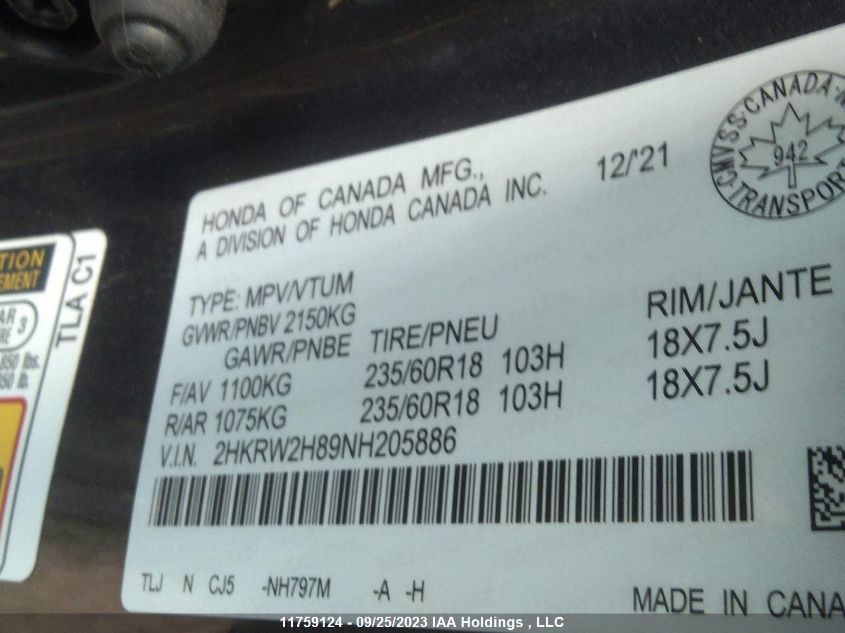 HONDA OF CANADA MFG.,
A DIVISION OF HONDA CANADA INC.
12/'21
CMVSS·CANADA·
942
TRANSPORT
TYPE: MPV/VTUM
GVWR/PNBV 2150KG
GAWR/PNBE TIRE/PNEU RIM/JANTE
F/AV 1100KG 235/60R18 103H 18X7.5J
R/AR 1075KG 235/60R18 103H 18X7.5J
V.I.N. 2HKRW2H89NH205886
TLJ N CJ5 -NH797M -A -H
MADE IN CANA
TLA C1
3
850 lbs.
11759124 - 09/25/2023 IAA Holdings , LLC